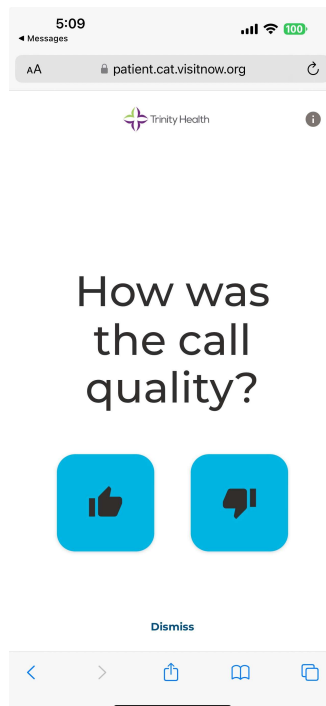 5:09
100
◀ Messages
AA patient.cat.visitnow.org
Trinity Health
i
How was
the call
quality?
Dismiss